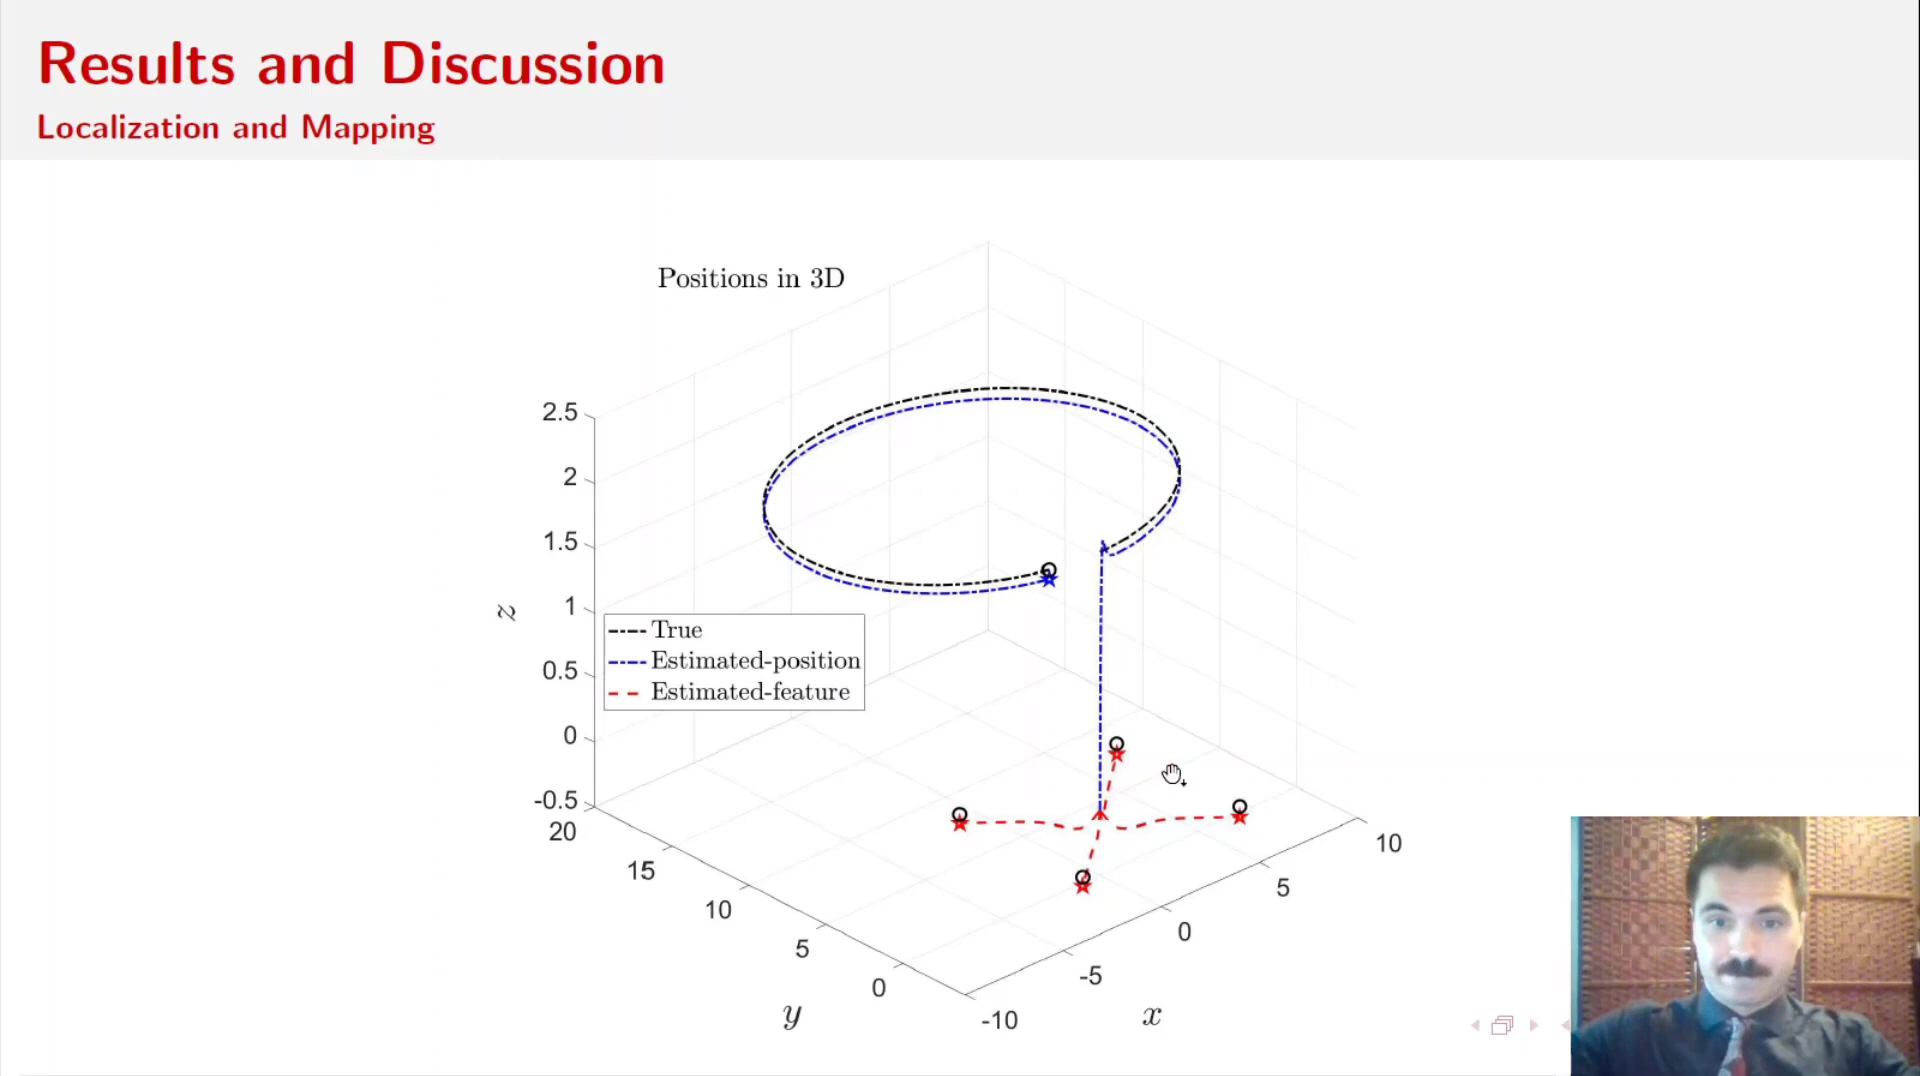 Results and Discussion
Localization and Mapping
Positions in 3D
2.5
2
1.5
1
0.5
0
-0.5
z
True
Estimated-position
Estimated-feature
20
15
10
5
0
y
-10
-5
0
5
10
x